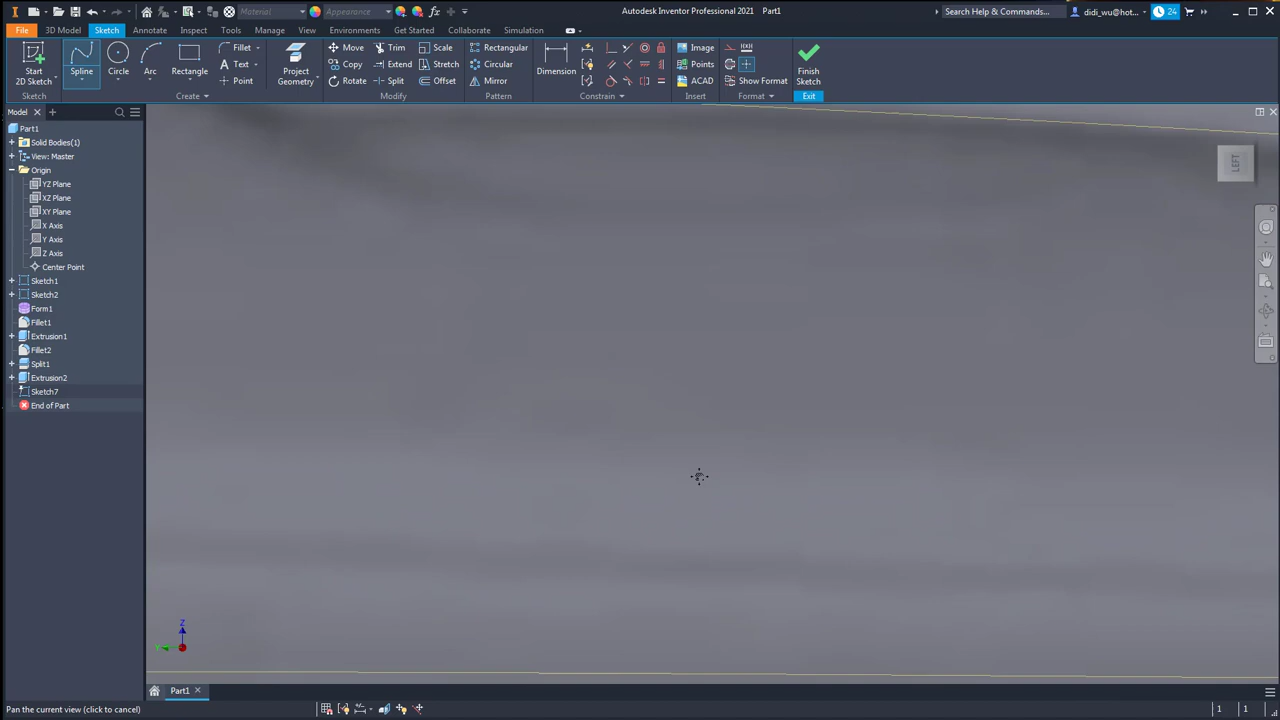 Material
Appearance
Autodesk Inventor Professional 2021 Part1
Search Help & Commands...
didi_wu@hot...
24
File
3D Model
Sketch
Annotate
Inspect
Tools
Manage
View
Environments
Get Started
Collaborate
Simulation
Start
2D Sketch
Spline
Circle
Arc
Rectangle
Fillet
Text
Point
Project
Geometry
Move
Copy
Rotate
Trim
Extend
Split
Scale
Stretch
Offset
Rectangular
Circular
Mirror
Dimension
Image
Points
ACAD
Show Format
Finish
Sketch
Sketch
Create
Modify
Pattern
Constrain
Insert
Format
Exit
Model
Part1
Solid Bodies(1)
View: Master
Origin
YZ Plane
XZ Plane
XY Plane
X Axis
Y Axis
Z Axis
Center Point
Sketch1
Sketch2
Form1
Fillet1
Extrusion1
Fillet2
Split1
Extrusion2
Sketch7
End of Part
LEFT
Z
Y
Part1
Pan the current view (click to cancel)
1
1